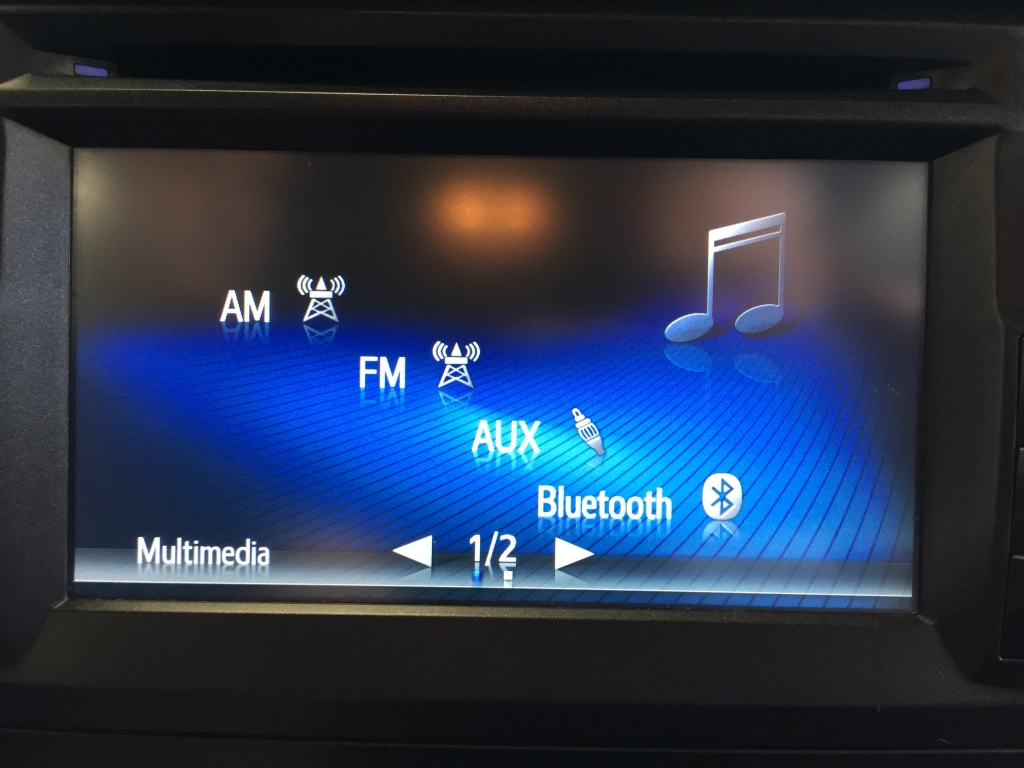 AM
FM
AUX
Bluetooth
Multimedia
1/2